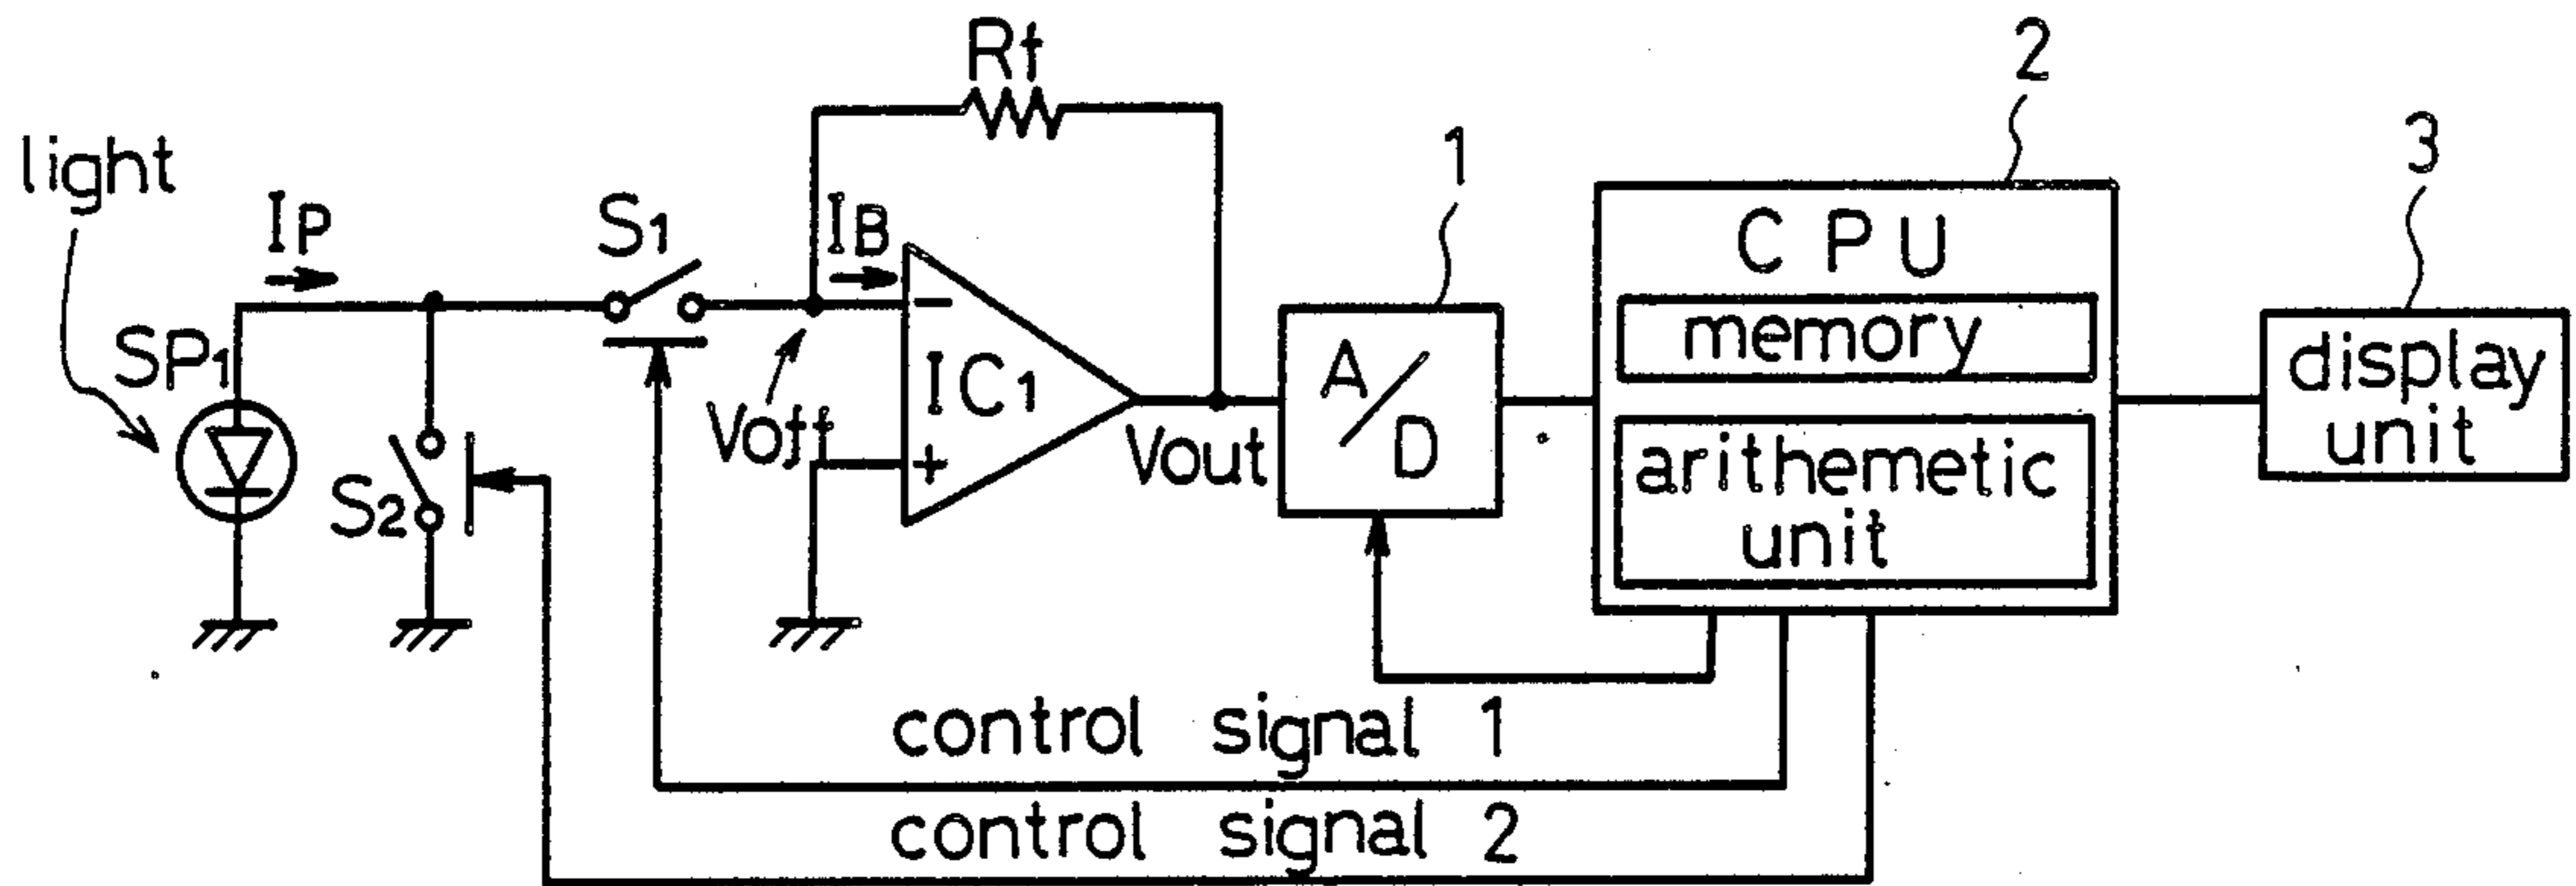 light
IP
SP1
S1
S2
Rf
IB
Voff
-
+
IC1
Vout
1
A/D
2
CPU
memory
arithemetic
unit
3
display
unit
control signal 1
control signal 2